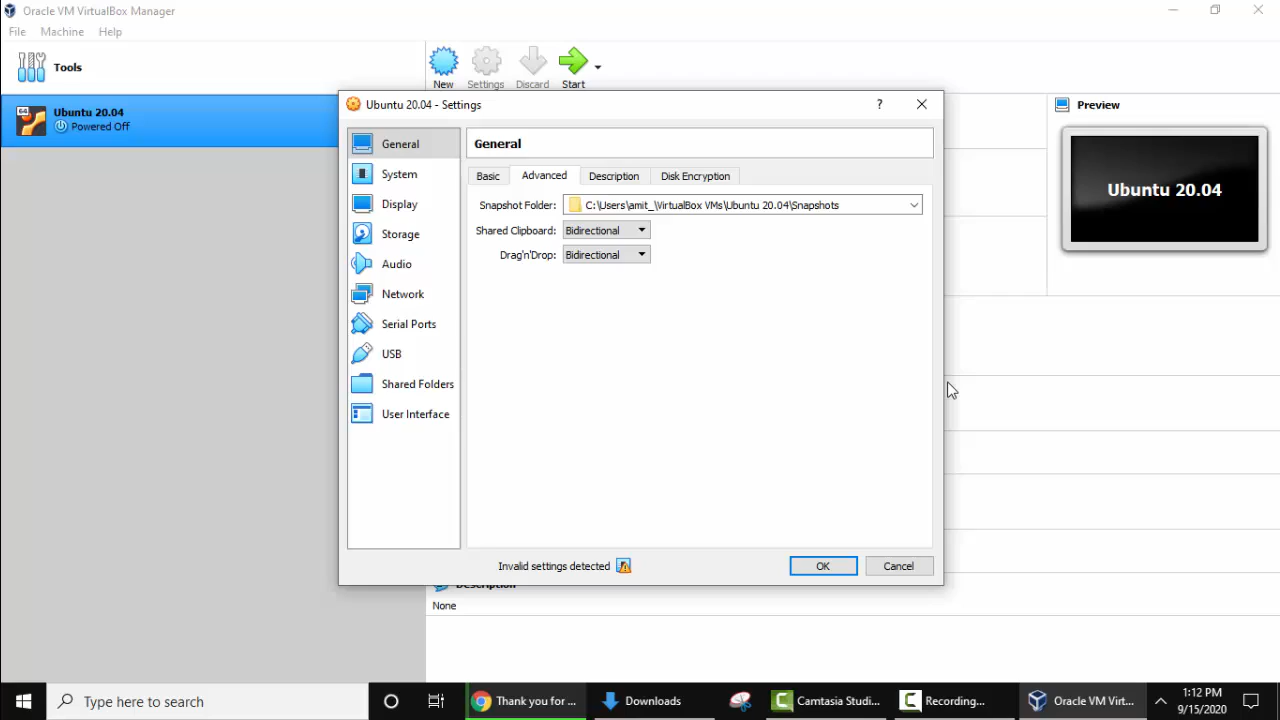 Oracle VM VirtualBox Manager
File Machine Help
Tools
New Settings Discard Start
Ubuntu 20.04
Powered Off
64
Ubuntu 20.04 - Settings
?
General
System
Display
Storage
Audio
Network
Serial Ports
USB
Shared Folders
User Interface
General
Basic Advanced Description Disk Encryption
Snapshot Folder: C:\Users\amit_\VirtualBox VMs\Ubuntu 20.04\Snapshots
Shared Clipboard: Bidirectional
Drag'n'Drop: Bidirectional
Invalid settings detected
OK Cancel
Preview
Ubuntu 20.04
Description
None
Type here to search
Thank you for ...
Downloads
Camtasia Studi...
Recording...
Oracle VM Virt...
1:12 PM
9/15/2020